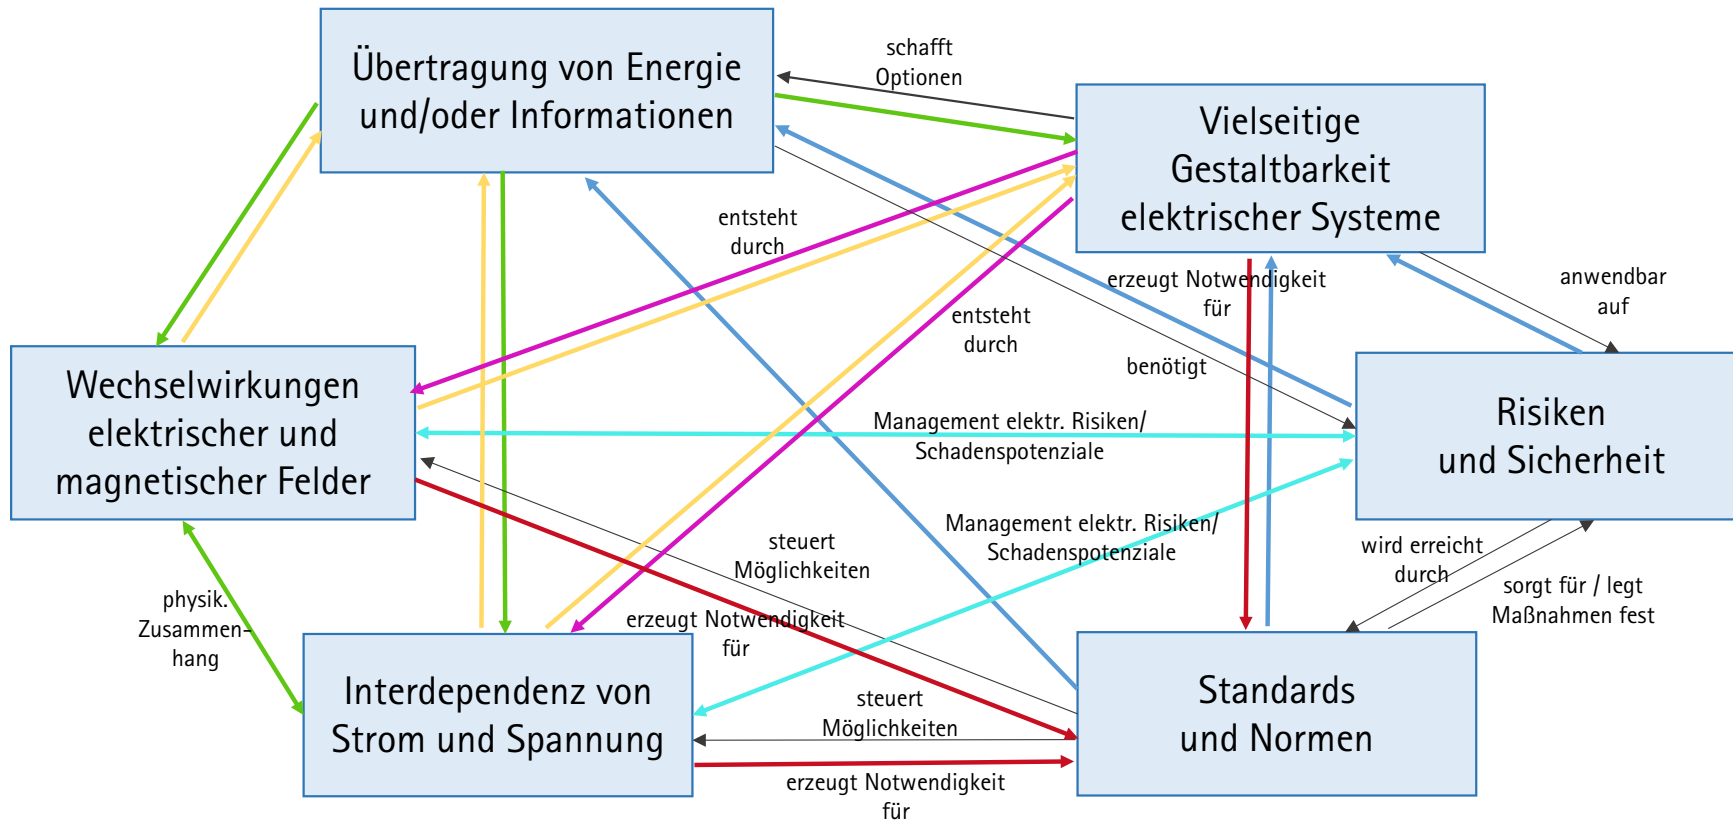 Übertragung von Energie
und/oder Informationen
schafft
Optionen
Vielseitige
Gestaltbarkeit
elektrischer Systeme
entsteht
durch
erzeugt Notwendigkeit
für
anwendbar
auf
entsteht
durch
benötigt
Wechselwirkungen
elektrischer und
magnetischer Felder
Management elektr. Risiken/
Schadenspotenziale
Risiken
und Sicherheit
Management elektr. Risiken/
Schadenspotenziale
steuert
Möglichkeiten
wird erreicht
durch
sorgt für / legt
Maßnahmen fest
physik.
Zusammen-
hang
erzeugt Notwendigkeit
für
Interdependenz von
Strom und Spannung
steuert
Möglichkeiten
Standards
und Normen
erzeugt Notwendigkeit
für